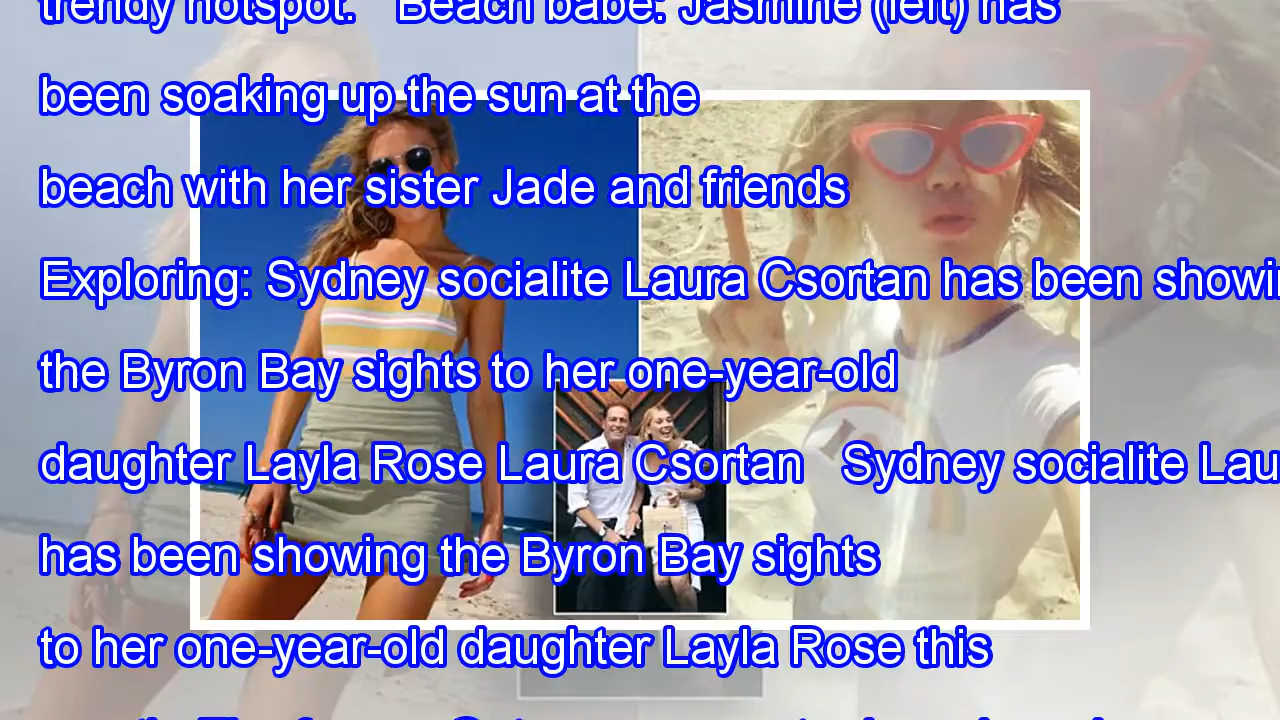 trendy hotspot.   Beach babe: Jasmine (left) has
been soaking up the sun at the
beach with her sister Jade and friends
Exploring: Sydney socialite Laura Csortan has been showi
the Byron Bay sights to her one-year-old
daughter Layla Rose Laura Csortan   Sydney socialite Lau
has been showing the Byron Bay sights
to her one-year-old daughter Layla Rose this